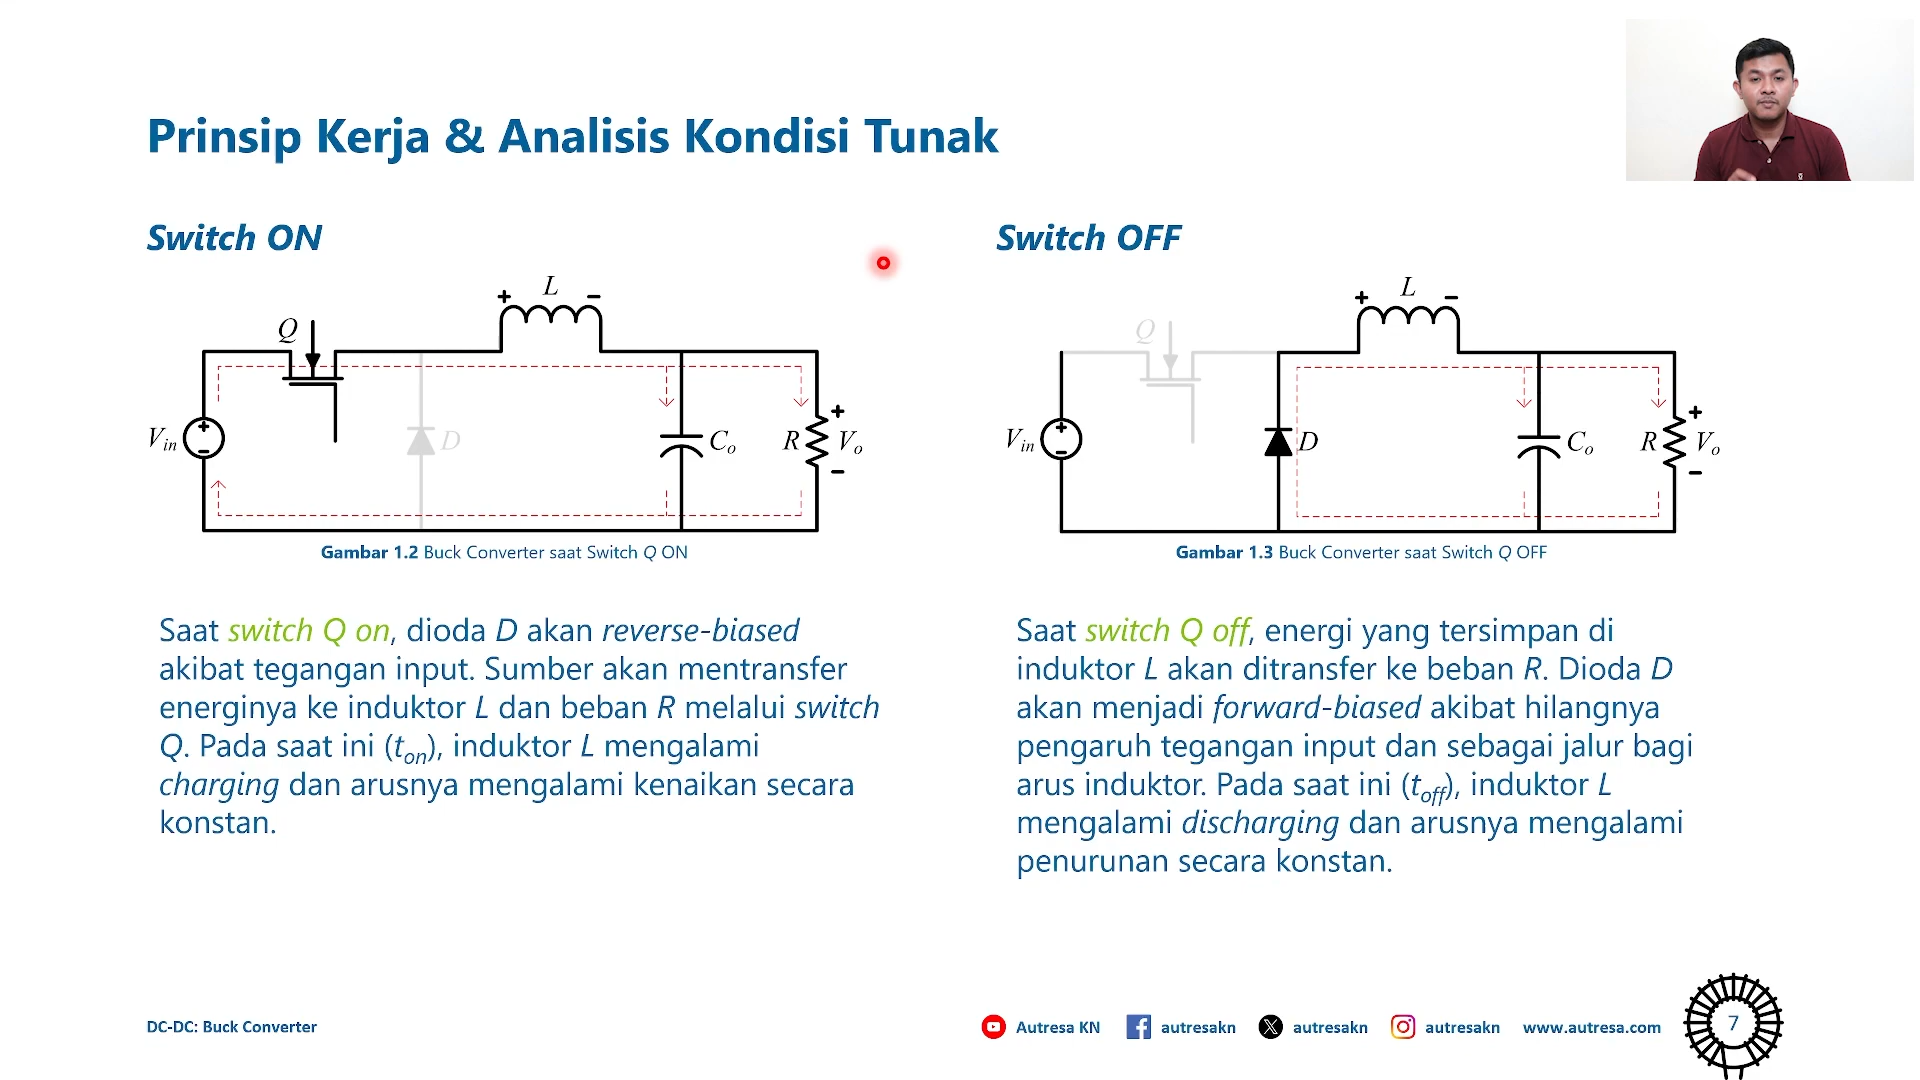 Prinsip Kerja & Analisis Kondisi Tunak
Switch ON
L
+ −
Q
Vin
+
−
D
Co
R
+
Vo
−
Gambar 1.2 Buck Converter saat Switch Q ON
Saat switch Q on, dioda D akan reverse-biased
akibat tegangan input. Sumber akan mentransfer
energinya ke induktor L dan beban R melalui switch
Q. Pada saat ini (ton), induktor L mengalami
charging dan arusnya mengalami kenaikan secara
konstan.
Switch OFF
L
+ −
Q
Vin
+
−
D
Co
R
+
Vo
−
Gambar 1.3 Buck Converter saat Switch Q OFF
Saat switch Q off, energi yang tersimpan di
induktor L akan ditransfer ke beban R. Dioda D
akan menjadi forward-biased akibat hilangnya
pengaruh tegangan input dan sebagai jalur bagi
arus induktor. Pada saat ini (toff), induktor L
mengalami discharging dan arusnya mengalami
penurunan secara konstan.
DC-DC: Buck Converter
Autresa KN autresakn autresakn autresakn www.autresa.com
7